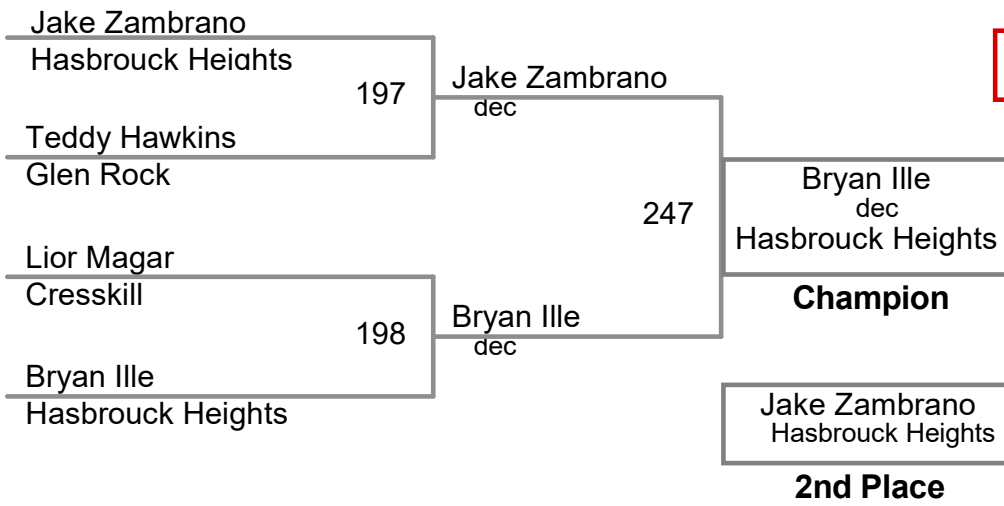 Jake Zambrano
Hasbrouck Heights
197
Teddy Hawkins
Glen Rock
Jake Zambrano
dec
Lior Magar
Cresskill
198
Bryan Ille
Hasbrouck Heights
Bryan Ille
dec
247
Bryan Ille
dec
Hasbrouck Heights
Champion
Jake Zambrano
Hasbrouck Heights
2nd Place